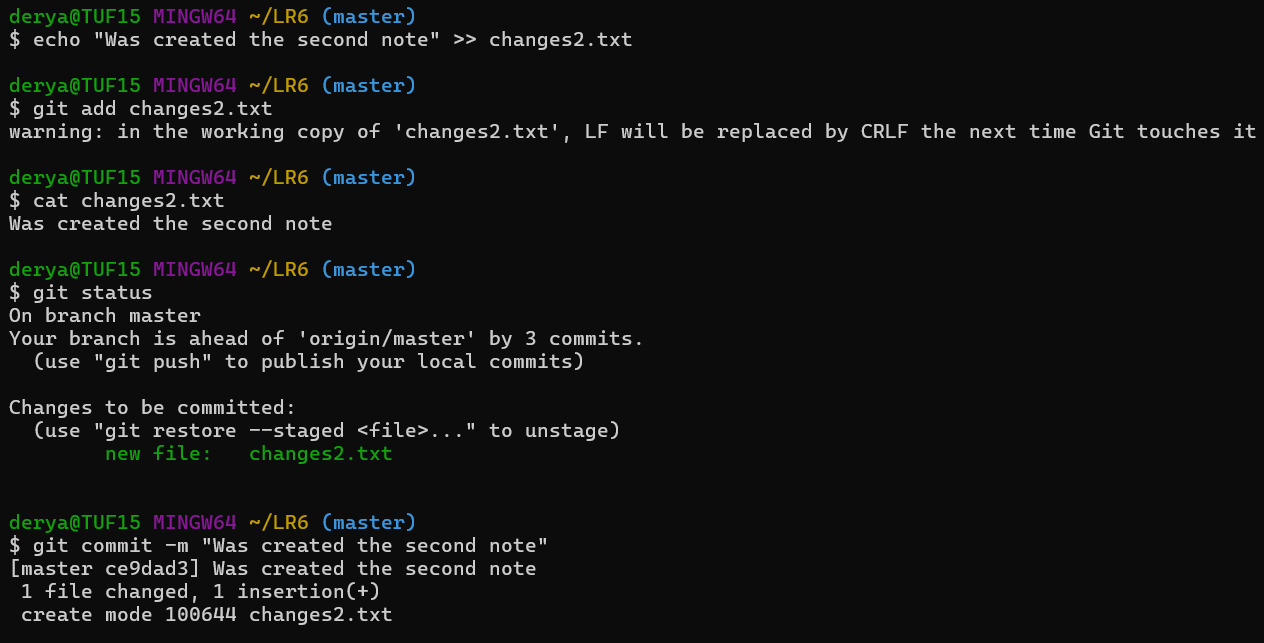 derya@TUF15 MINGW64 ~/LR6 (master)
$ echo "Was created the second note" >> changes2.txt

derya@TUF15 MINGW64 ~/LR6 (master)
$ git add changes2.txt
warning: in the working copy of 'changes2.txt', LF will be replaced by CRLF the next time Git touches it

derya@TUF15 MINGW64 ~/LR6 (master)
$ cat changes2.txt
Was created the second note

derya@TUF15 MINGW64 ~/LR6 (master)
$ git status
On branch master
Your branch is ahead of 'origin/master' by 3 commits.
  (use "git push" to publish your local commits)

Changes to be committed:
  (use "git restore --staged <file>..." to unstage)
        new file:   changes2.txt


derya@TUF15 MINGW64 ~/LR6 (master)
$ git commit -m "Was created the second note"
[master ce9dad3] Was created the second note
 1 file changed, 1 insertion(+)
 create mode 100644 changes2.txt